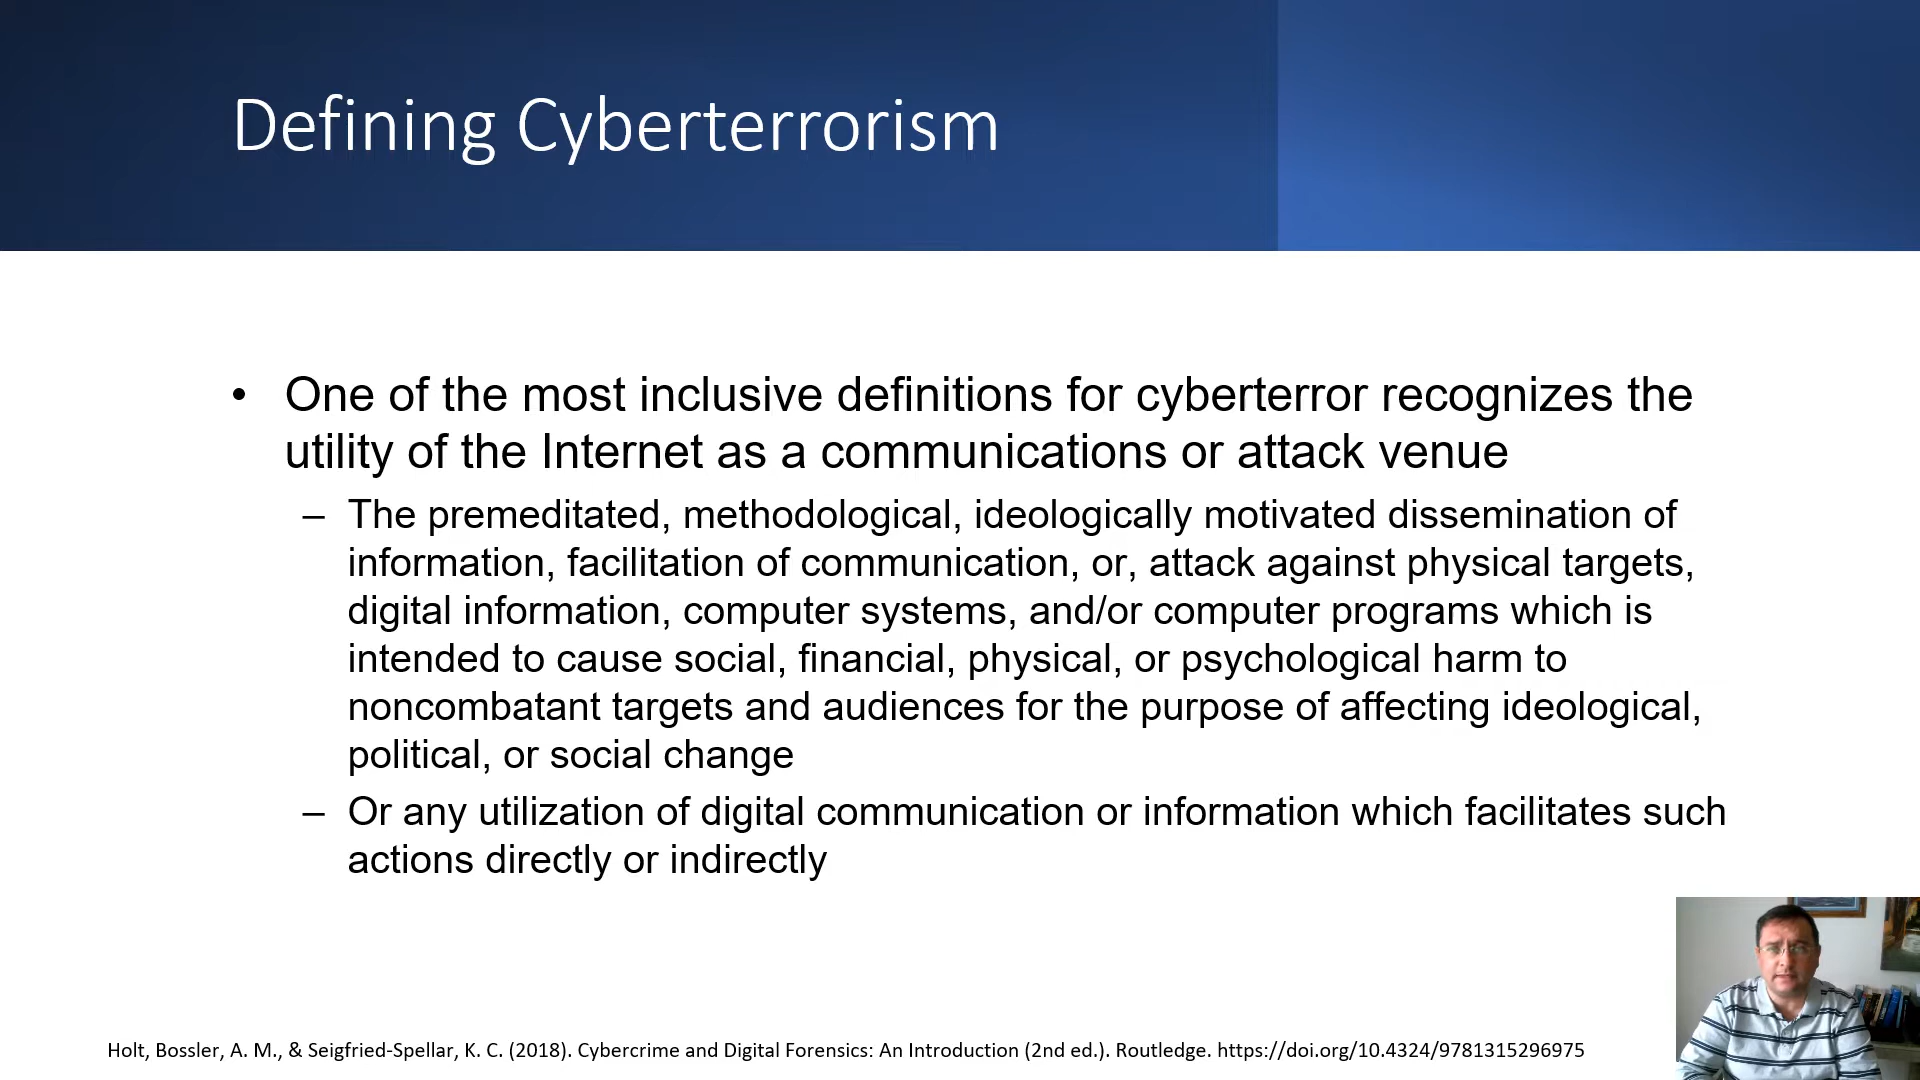 Defining Cyberterrorism
• One of the most inclusive definitions for cyberterror recognizes the
utility of the Internet as a communications or attack venue
– The premeditated, methodological, ideologically motivated dissemination of
information, facilitation of communication, or, attack against physical targets,
digital information, computer systems, and/or computer programs which is
intended to cause social, financial, physical, or psychological harm to
noncombatant targets and audiences for the purpose of affecting ideological,
political, or social change
– Or any utilization of digital communication or information which facilitates such
actions directly or indirectly
Holt, Bossler, A. M., & Seigfried-Spellar, K. C. (2018). Cybercrime and Digital Forensics: An Introduction (2nd ed.). Routledge. https://doi.org/10.4324/9781315296975